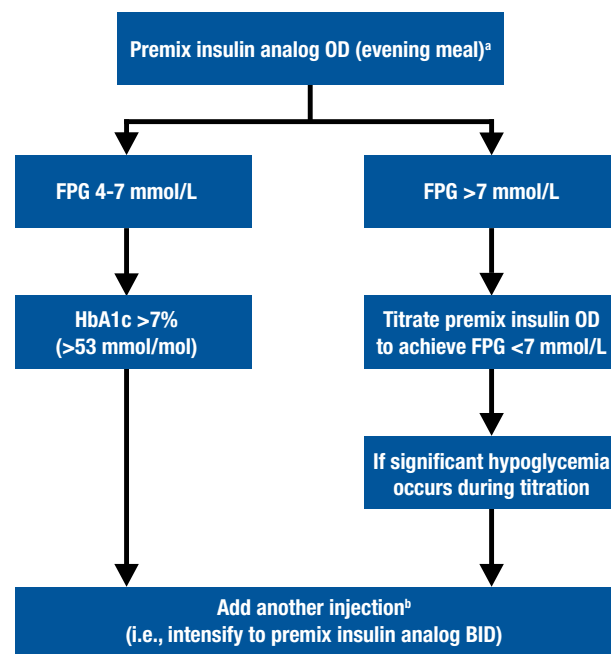 Premix insulin analog OD (evening meal)ᵃ
FPG 4-7 mmol/L
FPG >7 mmol/L
HbA1c >7%
(>53 mmol/mol)
Titrate premix insulin OD
to achieve FPG <7 mmol/L
If significant hypoglycemia
occurs during titration
Add another injectionᵇ
(i.e., intensify to premix insulin analog BID)